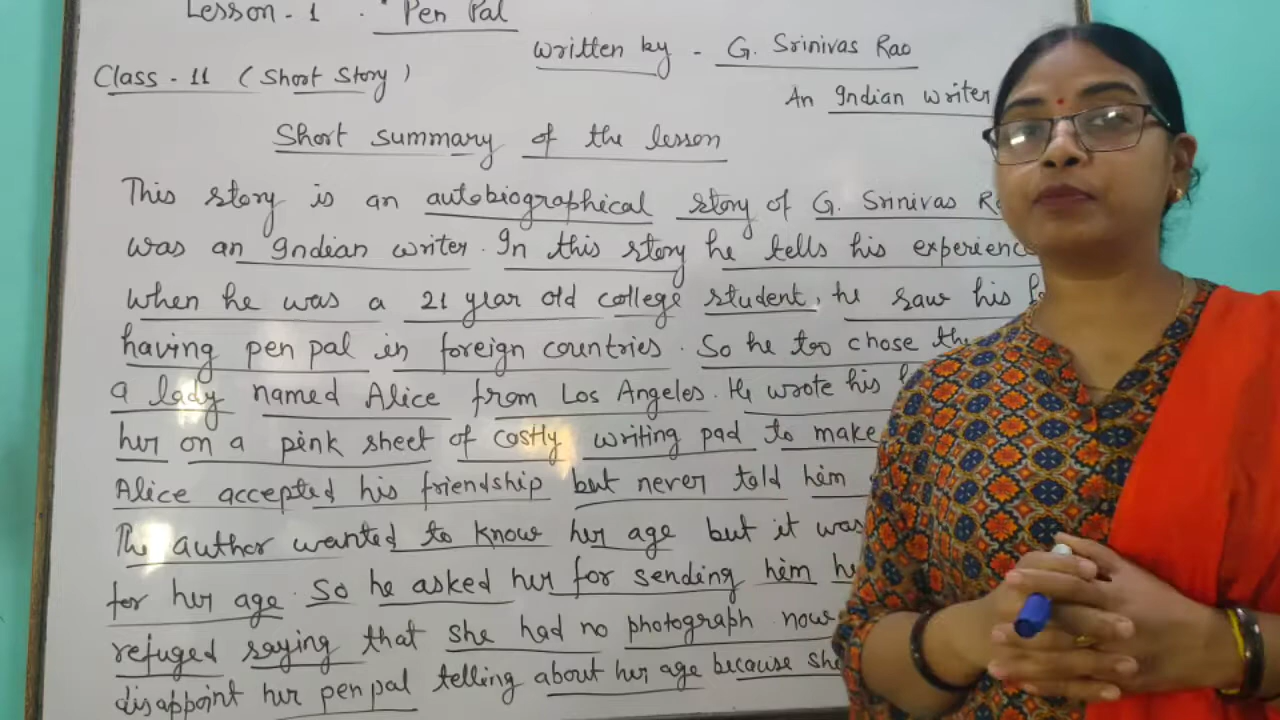 Lesson - 1 . Pen Pal
Written by - G. Srinivas Rao
Class - 11 (Short Story)
An Indian writer
Short summary of the lesson
This story is an autobiographical story of G. Srinivas
was an Indian writer. In this story he tells his experience
when he was a 21 year old college student, he saw his
having pen pal in foreign countries. So he too chose
a lady named Alice from Los Angeles. He wrote his
her on a pink sheet of costly writing pad to make
Alice accepted his friendship but never told him
The author wanted to know her age but it was
for her age. So he asked her for sending him
refuged saying that she had no photograph now
disappoint her pen pal telling about her age because she